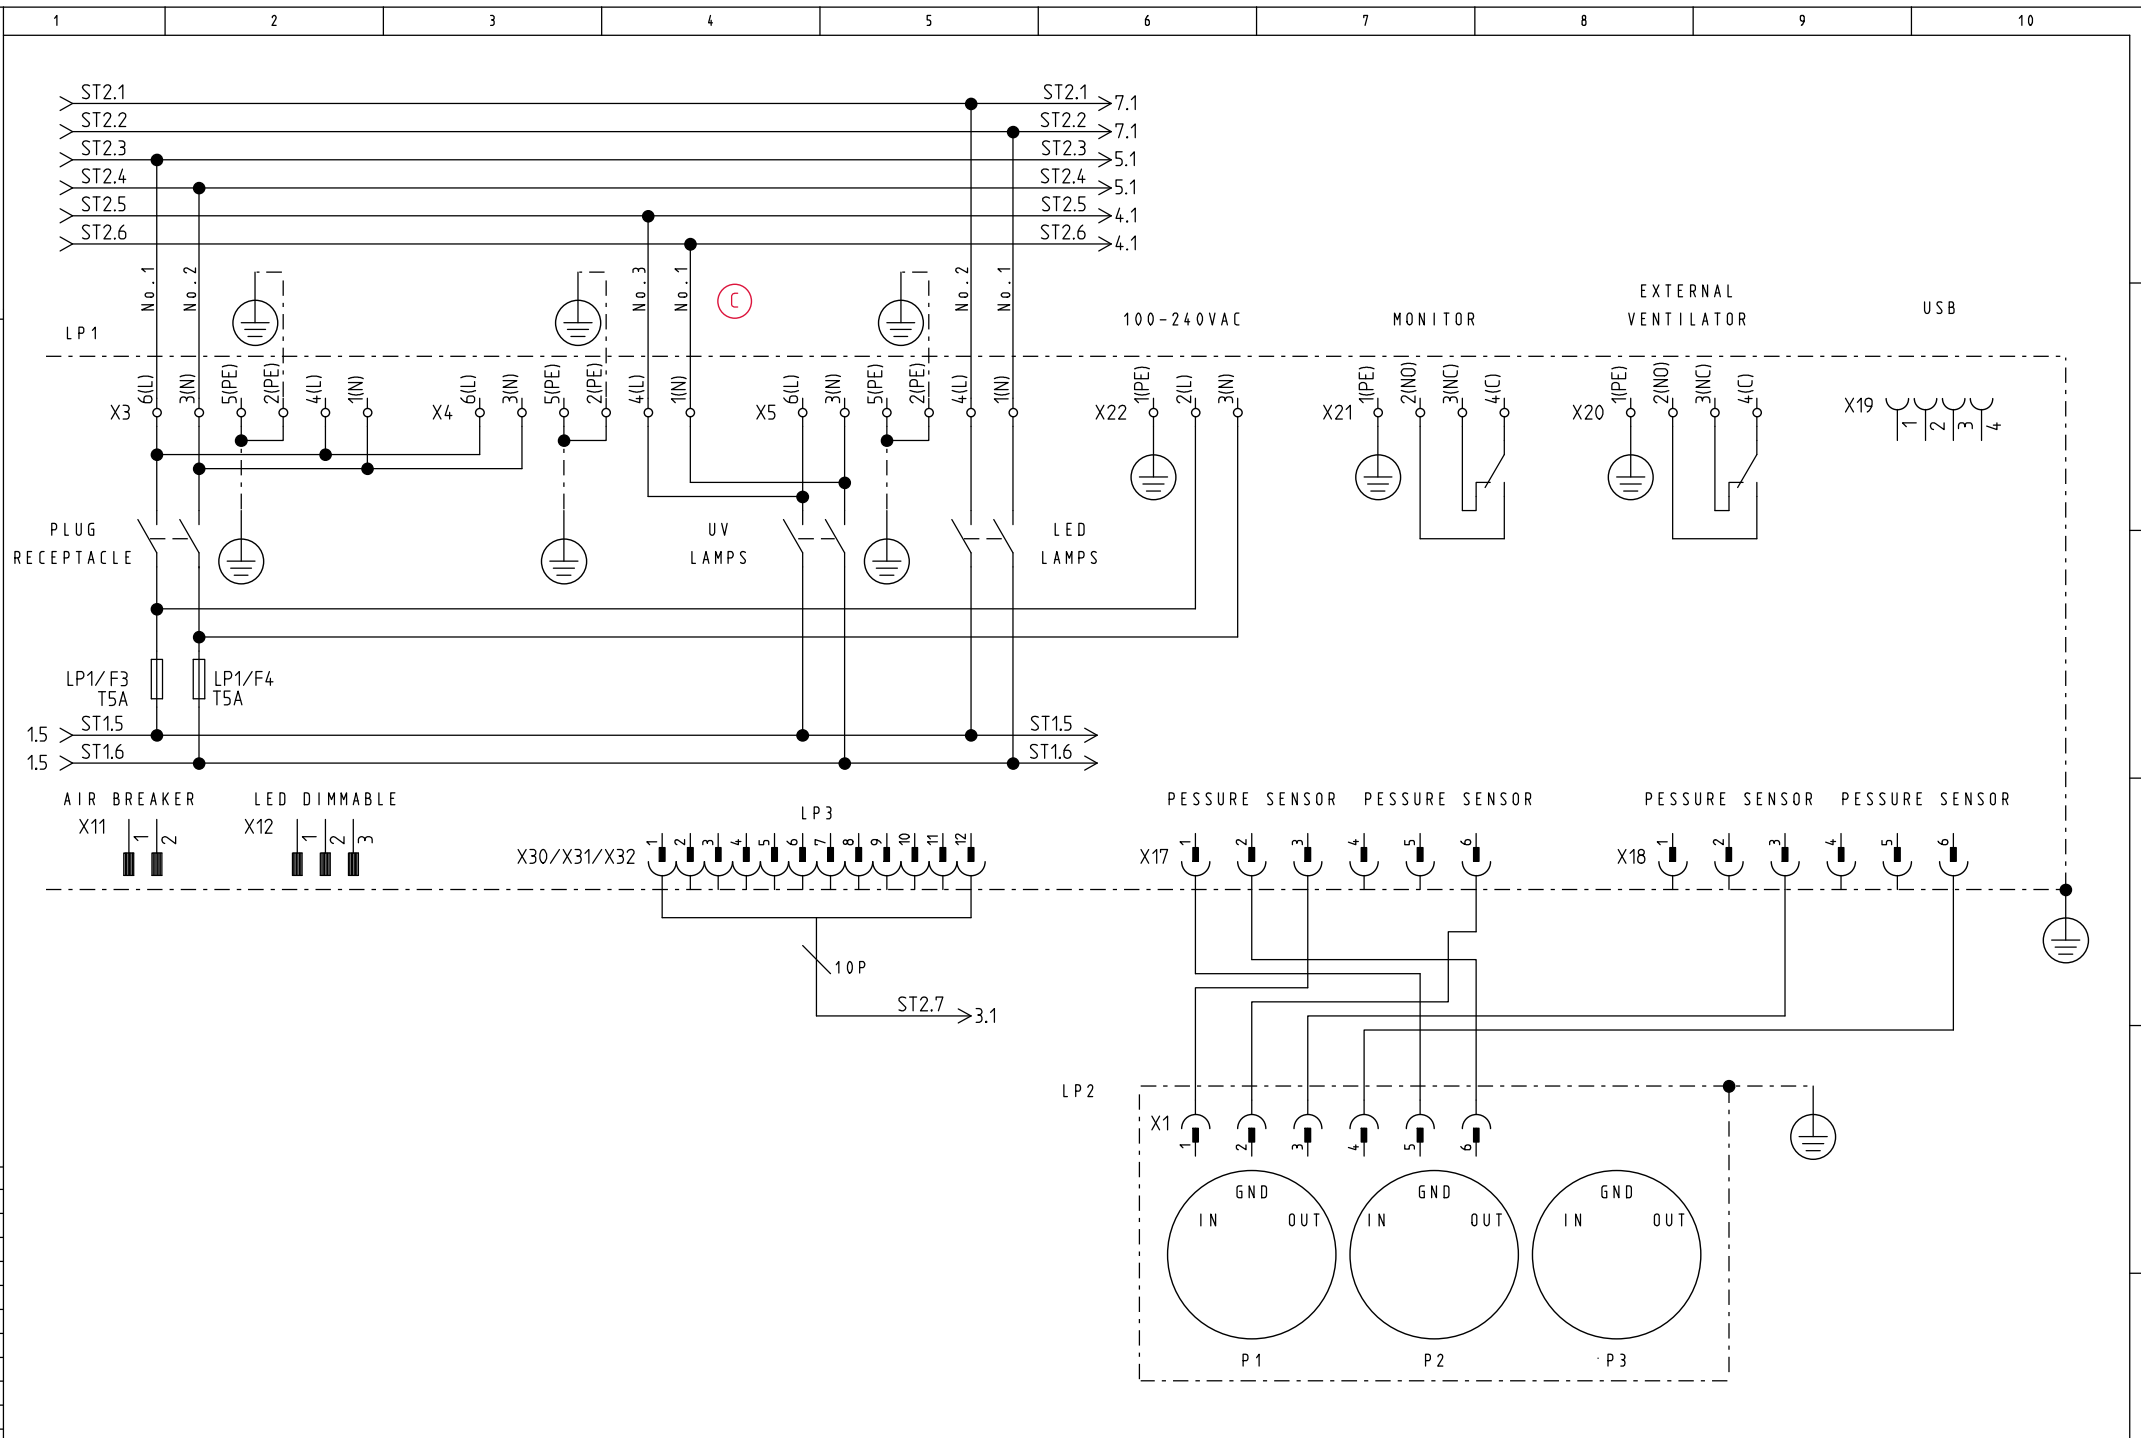 1 2 3 4 5 6 7 8 9 10
ST2.1 ST2.1 7.1
ST2.2 ST2.2 7.1
ST2.3 ST2.3 5.1
ST2.4 ST2.4 5.1
ST2.5 ST2.5 4.1
ST2.6 ST2.6 4.1
No. 1 No. 2 No. 3 No. 1 C No. 2 No. 1
EXTERNAL
LP1 100-240VAC MONITOR VENTILATOR USB
X3 6(L) 3(N) 5(PE) 2(PE) 4(L) 1(N)
X4 6(L) 3(N) 5(PE) 2(PE) 4(L) 1(N)
X5 6(L) 3(N) 5(PE) 2(PE) 4(L) 1(N)
X22 1(PE) 2(L) 3(N)
X21 1(PE) 2(NO) 3(NC) 4(C)
X20 1(PE) 2(NO) 3(NC) 4(C)
X19 1 2 3 4
PLUG
RECEPTACLE
UV
LAMPS
LED
LAMPS
LP1/F3
T5A
LP1/F4
T5A
1.5 ST1.5 ST1.5
1.5 ST1.6 ST1.6
AIR BREAKER LED DIMMABLE LP3 PESSURE SENSOR PESSURE SENSOR PESSURE SENSOR PESSURE SENSOR
X11 1 2
X12 1 2 3
X30/X31/X32 1 2 3 4 5 6 7 8 9 10 11 12
X17 1 2 3 4 5 6
X18 1 2 3 4 5 6
10P
ST2.7 3.1
LP2
X1 1 2 3 4 5 6
GND GND GND
IN OUT IN OUT IN OUT
P1 P2 P3